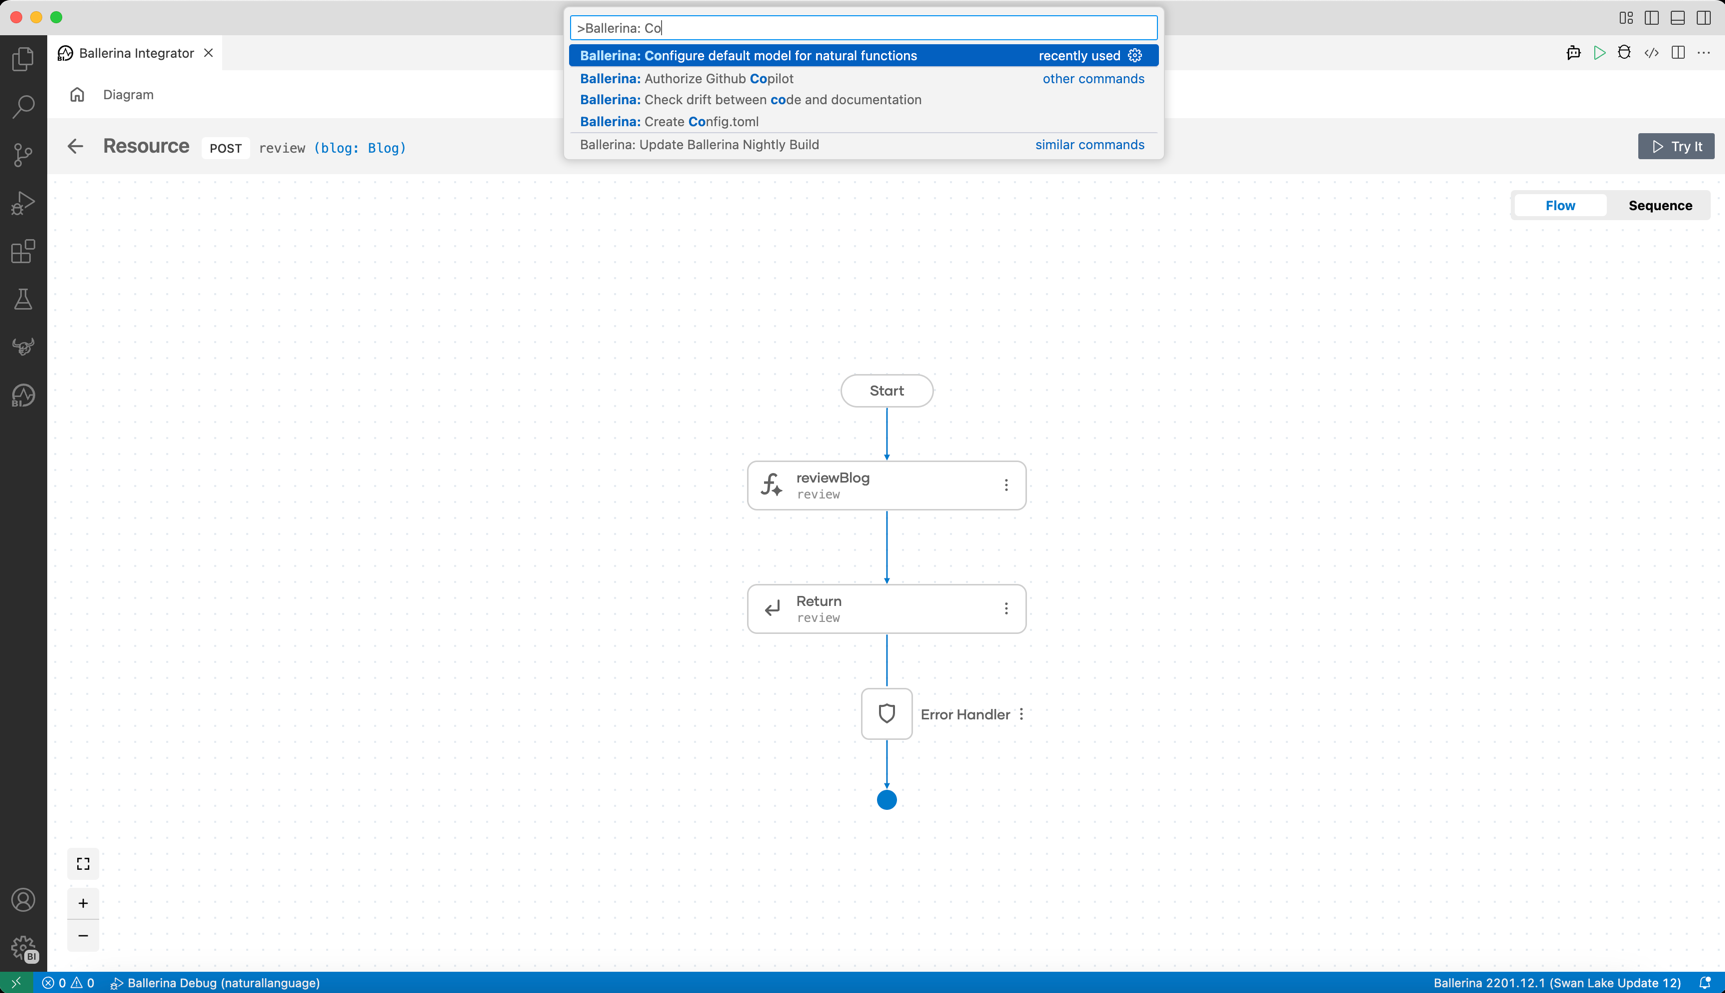 >Ballerina: Co
Ballerina: Configure default model for natural functions recently used
Ballerina: Authorize Github Copilot other commands
Ballerina: Check drift between code and documentation
Ballerina: Create Config.toml
Ballerina: Update Ballerina Nightly Build similar commands
Ballerina Integrator
Diagram
Resource POST review (blog: Blog)
Try It
Flow Sequence
Start
reviewBlog
review
Return
review
Error Handler
BI
BI
0 0 Ballerina Debug (naturallanguage) Ballerina 2201.12.1 (Swan Lake Update 12)